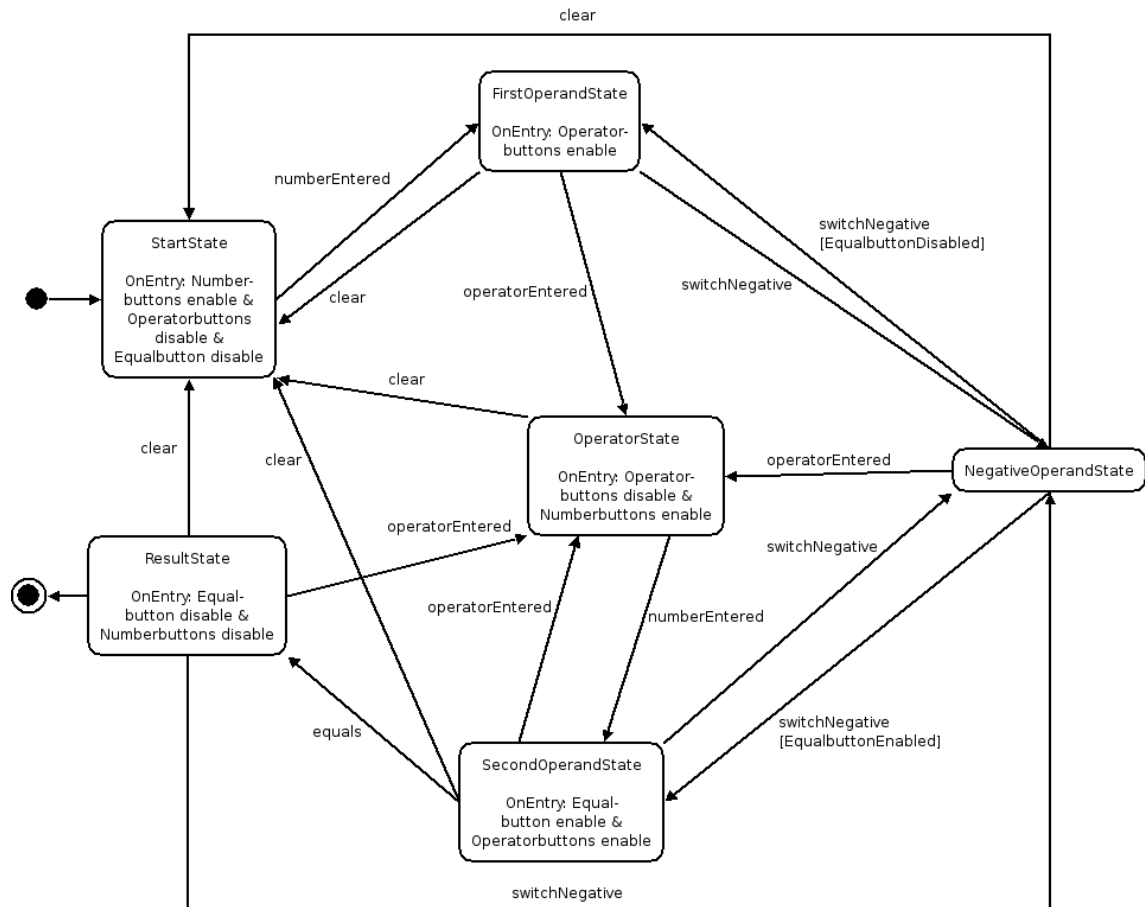 clear
FirstOperandState
OnEntry: Operator-
buttons enable
numberEntered
switchNegative
[EqualbuttonDisabled]
StartState
OnEntry: Number-
buttons enable &
Operatorbuttons
disable &
Equalbutton disable
clear
operatorEntered
switchNegative
clear
OperatorState
OnEntry: Operator-
buttons disable &
Numberbuttons enable
operatorEntered
NegativeOperandState
clear
clear
operatorEntered
switchNegative
ResultState
OnEntry: Equal-
button disable &
Numberbuttons disable
operatorEntered
numberEntered
equals
switchNegative
[EqualbuttonEnabled]
SecondOperandState
OnEntry: Equal-
button enable &
Operatorbuttons enable
switchNegative